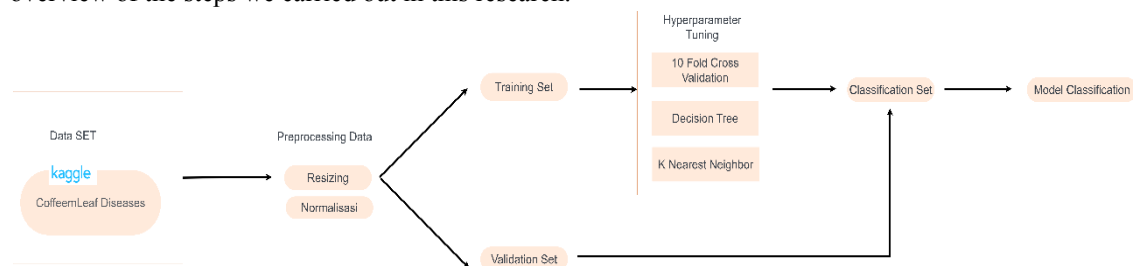 overview of the steps we carried out in this research.
Data SET
kaggle
CoffeemLeaf Diseases
Preprocessing Data
Resizing
Normalisasi
Training Set
Validation Set
Hyperparameter
Tuning
10 Fold Cross
Validation
Decision Tree
K Nearest Neighbor
Classification Set
Model Classification